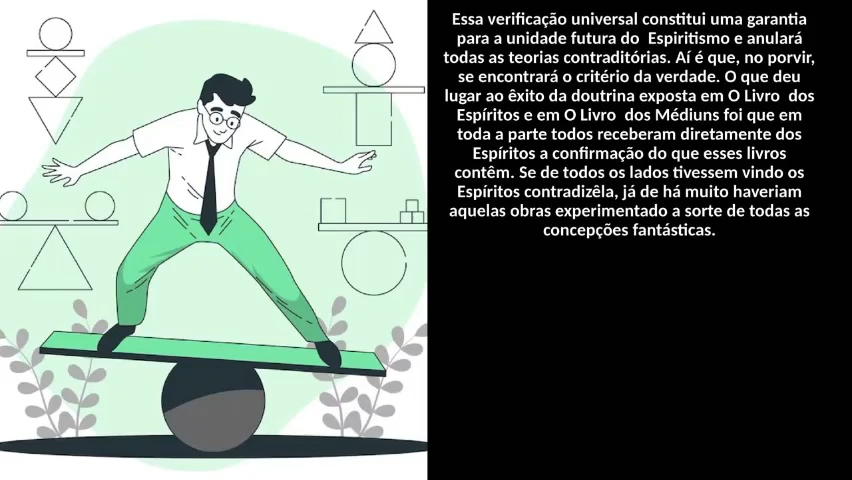 Essa verificação universal constitui uma garantia
para a unidade futura do  Espiritismo e anulará
todas as teorias contraditórias. Aí é que, no porvir,
se encontrará o critério da verdade. O que deu
lugar ao êxito da doutrina exposta em O Livro  dos
Espíritos e em O Livro  dos Médiuns foi que em
toda a parte todos receberam diretamente dos
Espíritos a confirmação do que esses livros
contêm. Se de todos os lados tivessem vindo os
Espíritos contradizêla, já de há muito haveriam
aquelas obras experimentado a sorte de todas as
concepções fantásticas.